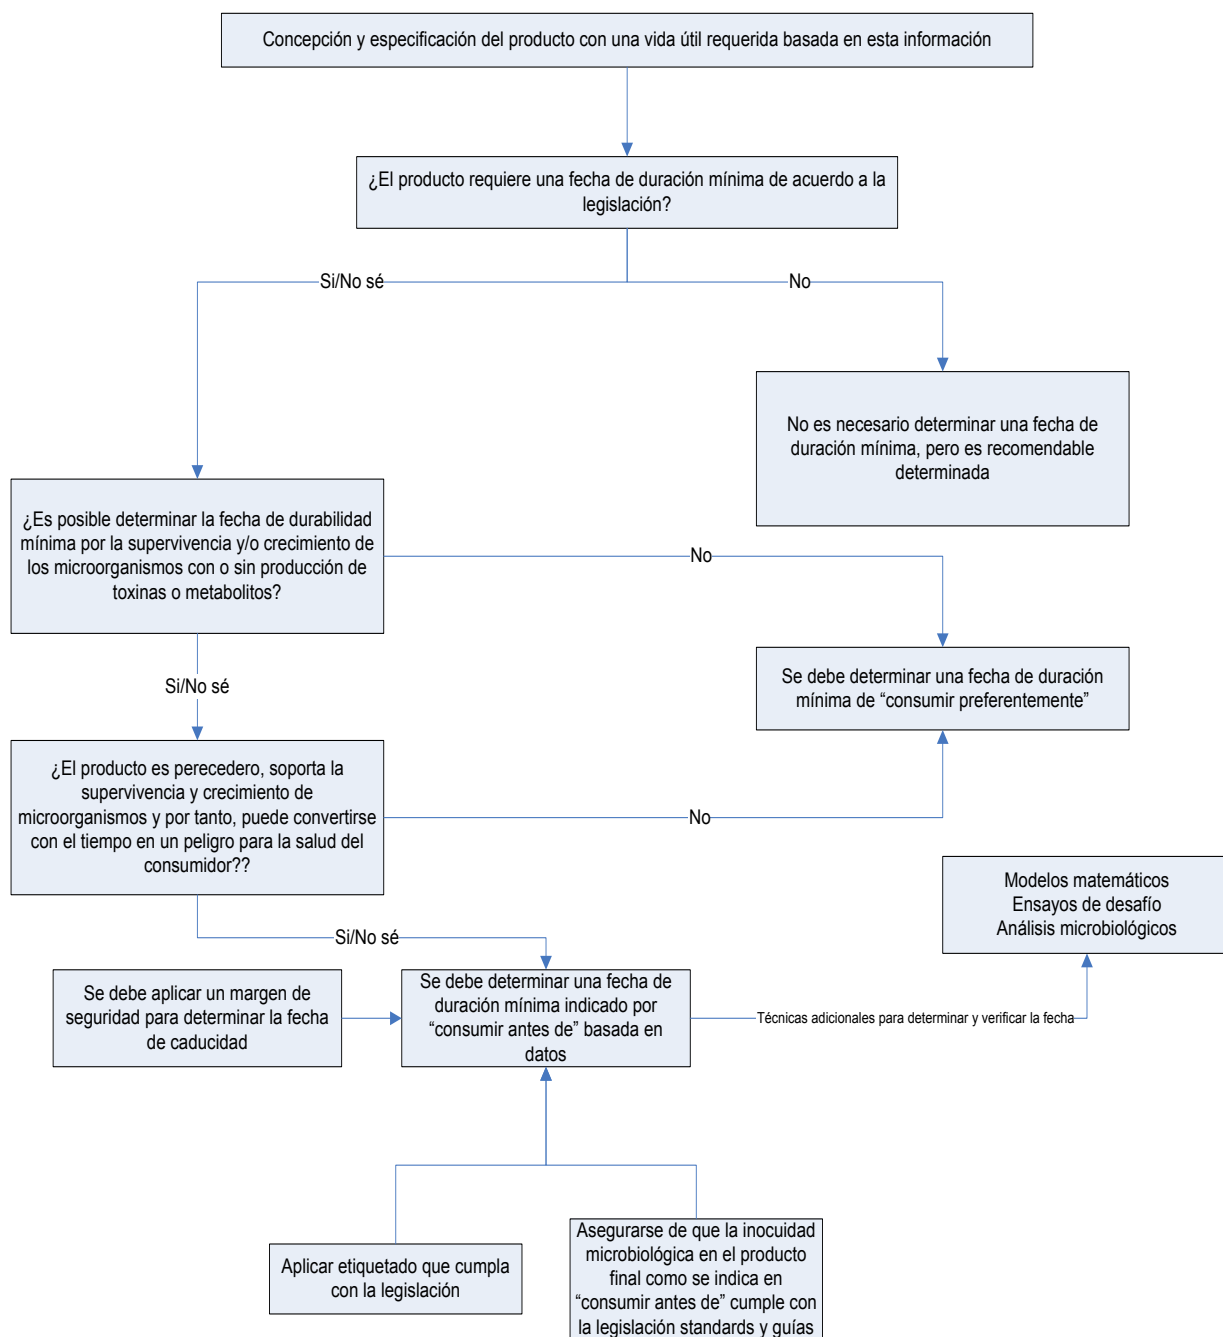 Concepción y especificación del producto con una vida útil requerida basada en esta información
¿El producto requiere una fecha de duración mínima de acuerdo a la
legislación?
Si/No sé
No
No es necesario determinar una fecha de
duración mínima, pero es recomendable
determinada
¿Es posible determinar la fecha de durabilidad
mínima por la supervivencia y/o crecimiento de
los microorganismos con o sin producción de
toxinas o metabolitos?
No
Se debe determinar una fecha de duración
mínima de “consumir preferentemente”
Si/No sé
¿El producto es perecedero, soporta la
supervivencia y crecimiento de
microorganismos y por tanto, puede convertirse
con el tiempo en un peligro para la salud del
consumidor??
No
Modelos matemáticos
Ensayos de desafío
Análisis microbiológicos
Si/No sé
Se debe aplicar un margen de
seguridad para determinar la fecha
de caducidad
Se debe determinar una fecha de
duración mínima indicado por
“consumir antes de” basada en
datos
Técnicas adicionales para determinar y verificar la fecha
Aplicar etiquetado que cumpla
con la legislación
Asegurarse de que la inocuidad
microbiológica en el producto
final como se indica en
“consumir antes de” cumple con
la legislación standards y guías